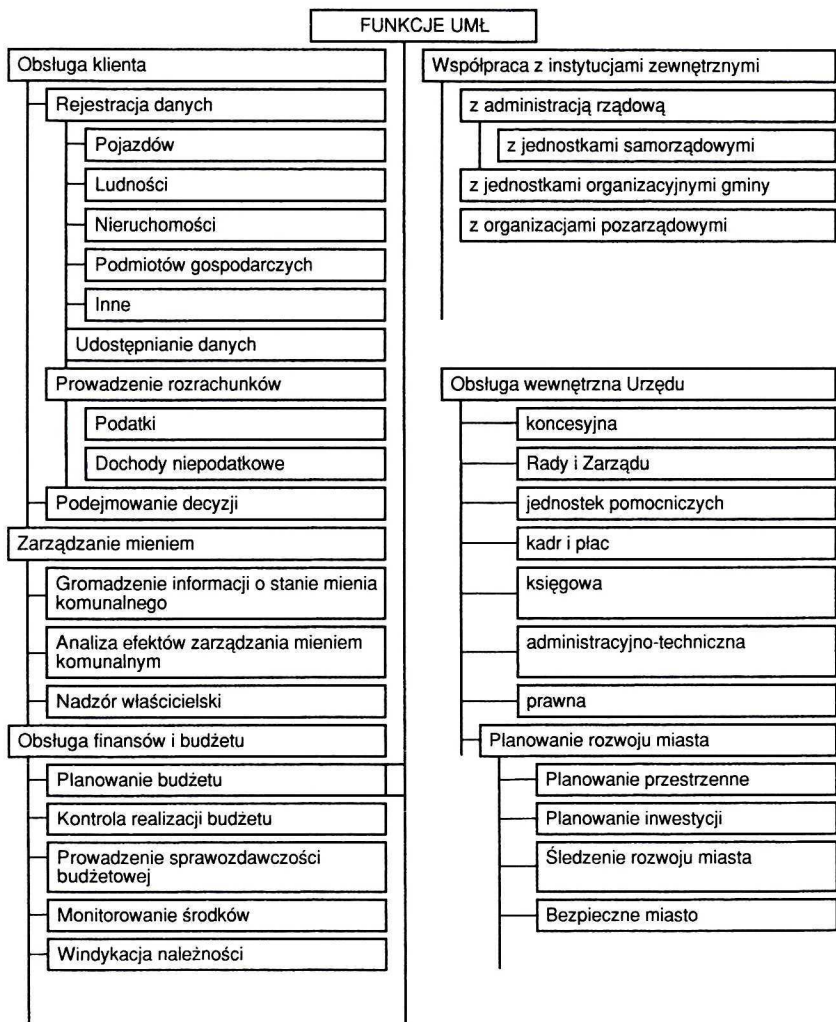 FUNKCJE UMŁ
Obsługa klienta
Rejestracja danych
Pojazdów
Ludności
Nieruchomości
Podmiotów gospodarczych
Inne
Udostępnianie danych
Prowadzenie rozrachunków
Podatki
Dochody niepodatkowe
Podejmowanie decyzji
Zarządzanie mieniem
Gromadzenie informacji o stanie mienia
komunalnego
Analiza efektów zarządzania mieniem
komunalnym
Nadzór właścicielski
Obsługa finansów i budżetu
Planowanie budżetu
Kontrola realizacji budżetu
Prowadzenie sprawozdawczości
budżetowej
Monitorowanie środków
Windykacja należności
Współpraca z instytucjami zewnętrznymi
z administracją rządową
z jednostkami samorządowymi
z jednostkami organizacyjnymi gminy
z organizacjami pozarządowymi
Obsługa wewnętrzna Urzędu
koncesyjna
Rady i Zarządu
jednostek pomocniczych
kadr i płac
księgowa
administracyjno-techniczna
prawna
Planowanie rozwoju miasta
Planowanie przestrzenne
Planowanie inwestycji
Śledzenie rozwoju miasta
Bezpieczne miasto